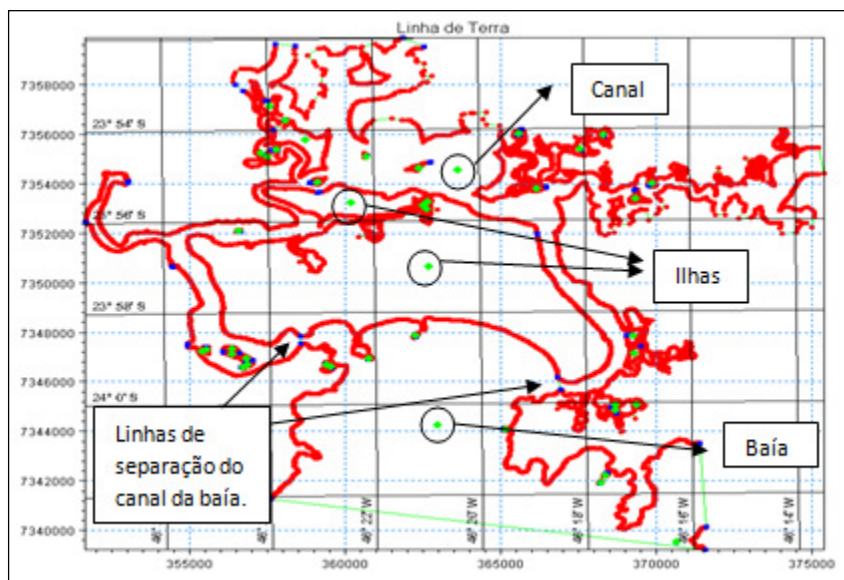 Linha de Terra
7358000
7356000
7354000
7352000
7350000
7348000
7346000
7344000
7342000
7340000
23° 54' S
23° 56' S
23° 58' S
24° 0' S
Canal
Ilhas
Baía
Linhas de
separação do
canal da baía.
46°
46°
46° 22' W
46° 20' W
46° 18' W
46° 16' W
46° 14' W
355000
360000
365000
370000
375000